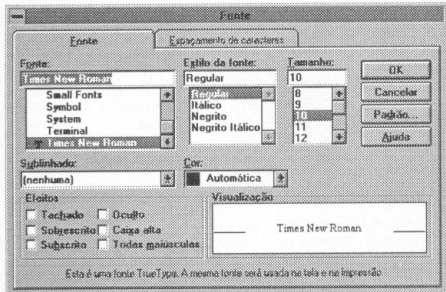 Fonte
Fonte
Espaçamento de caracteres
Fonte:
Times New Roman
Small Fonts
Symbol
System
Terminal
Times New Roman
Estilo da fonte:
Regular
Regular
Itálico
Negrito
Negrito Itálico
Tamanho:
10
8
9
10
11
12
OK
Cancelar
Padrão...
Ajuda
Sublinhado:
(nenhuma)
Cor:
Automática
Efeitos
Tachado Oculto
Sobrescrito Caixa alta
Subscrito Todas maiúsculas
Visualização
Times New Roman
Esta é uma fonte TrueType. A mesma fonte será usada na tela e na impressão